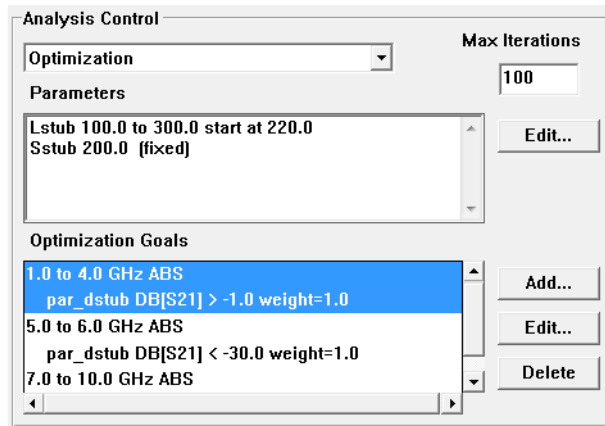 Analysis Control
Optimization
Max Iterations
100
Parameters
Lstub 100.0 to 300.0 start at 220.0
Sstub 200.0 (fixed)
Edit...
Optimization Goals
1.0 to 4.0 GHz ABS
par_dstub DB[S21] > -1.0 weight=1.0
5.0 to 6.0 GHz ABS
par_dstub DB[S21] < -30.0 weight=1.0
7.0 to 10.0 GHz ABS
Add...
Edit...
Delete